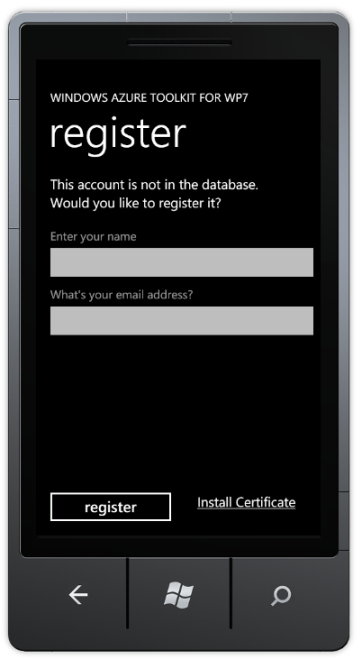 WINDOWS AZURE TOOLKIT FOR WP7
register
This account is not in the database.
Would you like to register it?
Enter your name
What's your email address?
register
Install Certificate